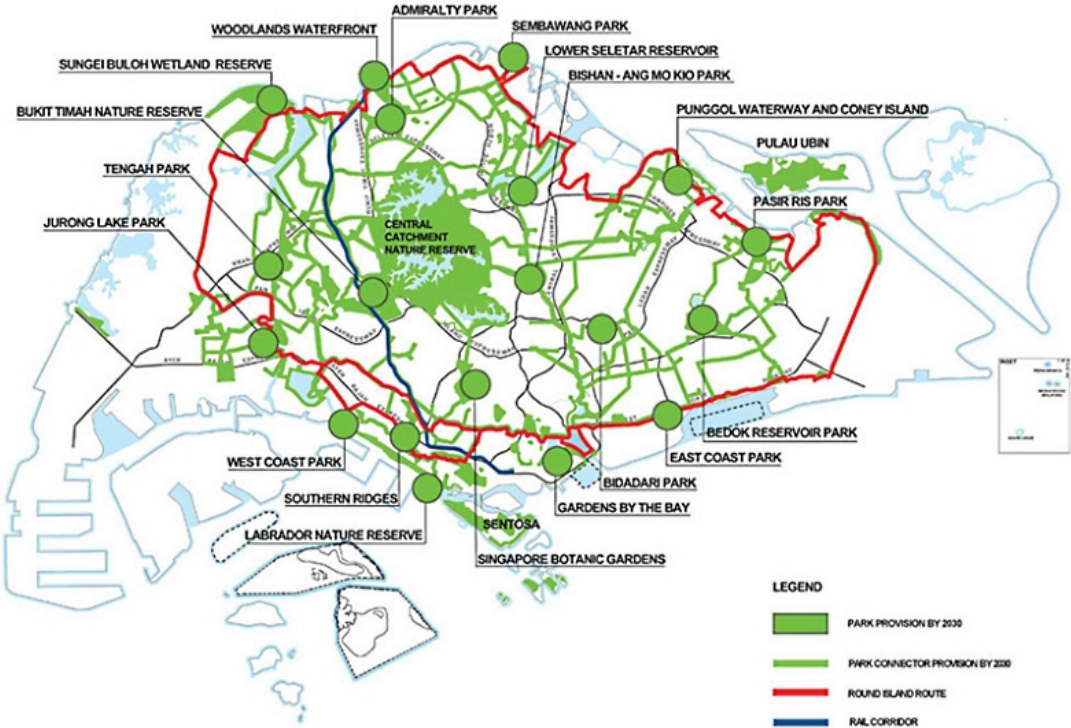 ADMIRALTY PARK
WOODLANDS WATERFRONT
SEMBAWANG PARK
LOWER SELETAR RESERVOIR
SUNGEI BULOH WETLAND RESERVE
BISHAN - ANG MO KIO PARK
BUKIT TIMAH NATURE RESERVE
PUNGGOL WATERWAY AND CONEY ISLAND
PULAU UBIN
TENGAH PARK
PASIR RIS PARK
JURONG LAKE PARK
CENTRAL
CATCHMENT
NATURE RESERVE
INSET
BEDOK RESERVOIR PARK
WEST COAST PARK
EAST COAST PARK
BIDADARI PARK
SOUTHERN RIDGES
GARDENS BY THE BAY
SENTOSA
LABRADOR NATURE RESERVE
SINGAPORE BOTANIC GARDENS
LEGEND
PARK PROVISION BY 2030
PARK CONNECTOR PROVISION BY 2030
ROUND ISLAND ROUTE
RAIL CORRIDOR